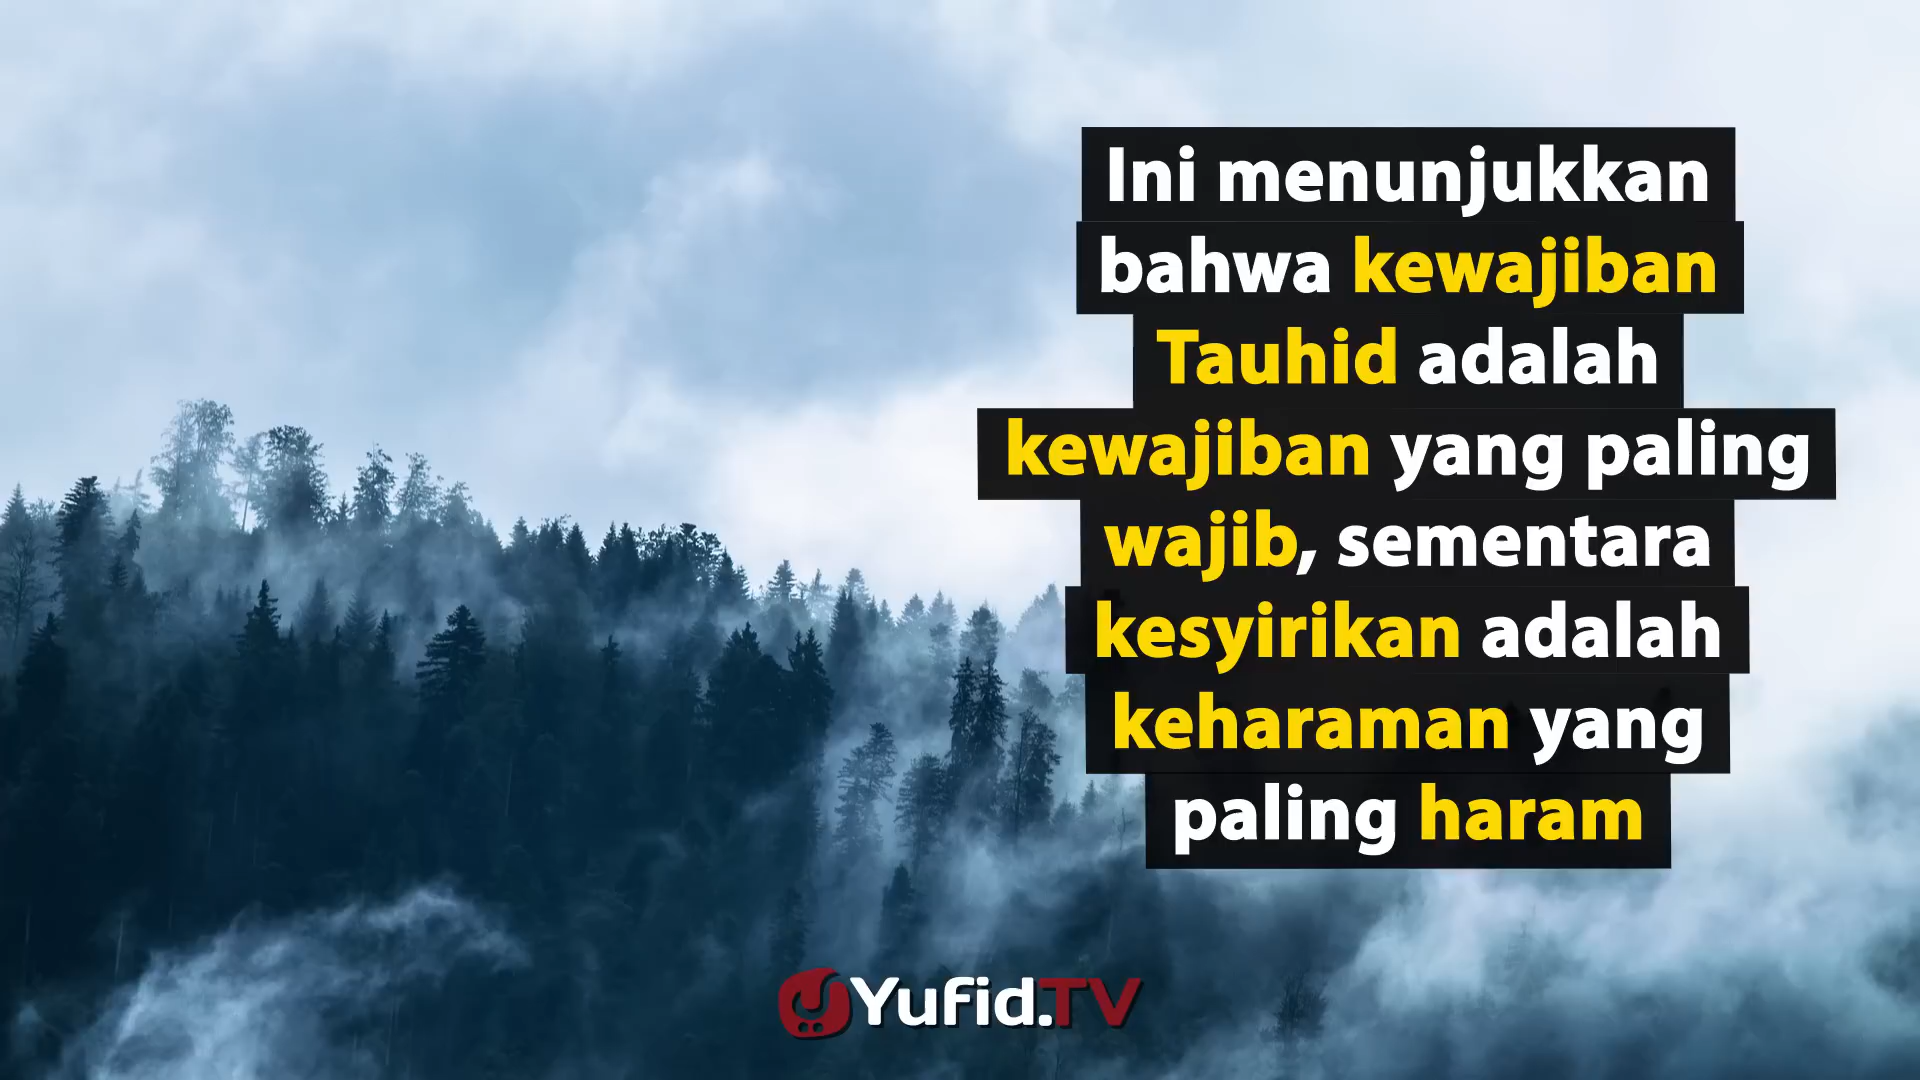 Ini menunjukkan
bahwa kewajiban
Tauhid adalah
kewajiban yang paling
wajib, sementara
kesyirikan adalah
keharaman yang
paling haram
Yufid.TV